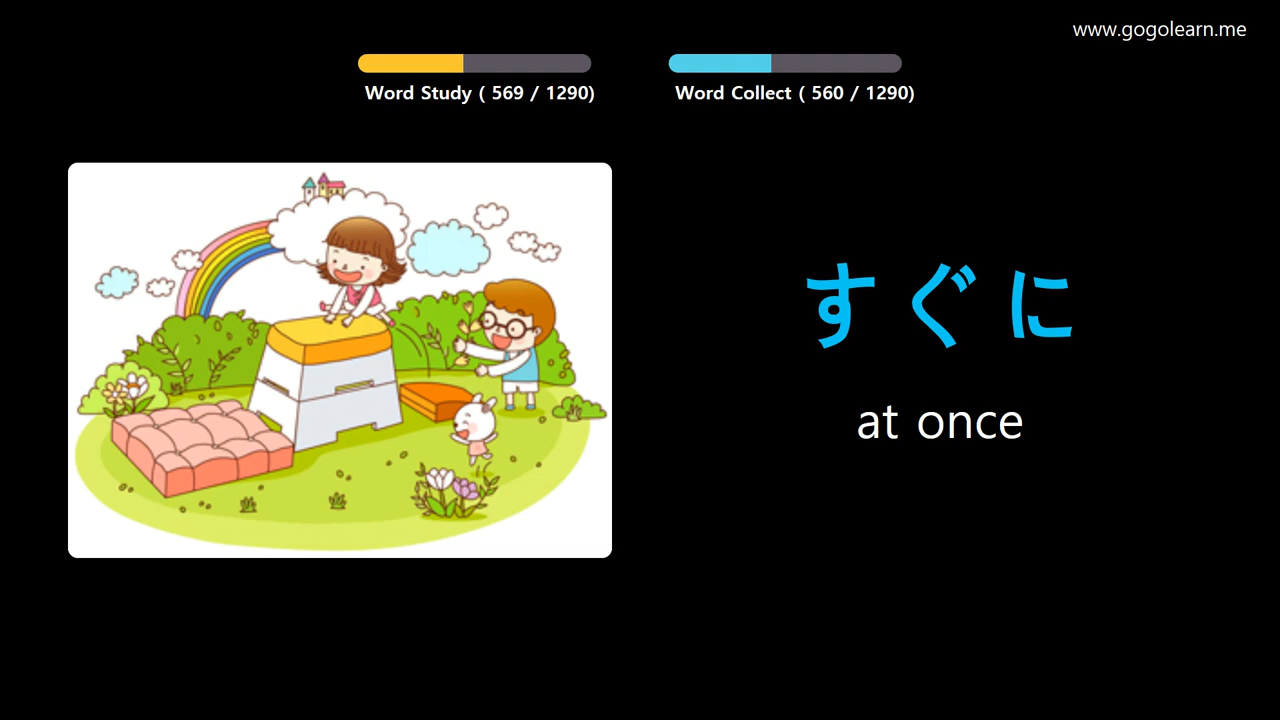 www.gogolearn.me
Word Study ( 569 / 1290)
Word Collect ( 560 / 1290)
すぐに
at once